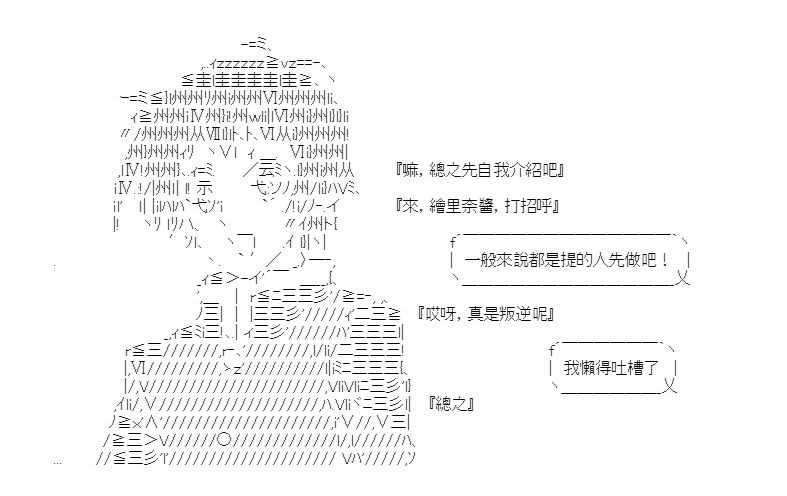 『嘛，總之先自我介紹吧』
『來，繪里奈醬，打招呼』
一般來說都是提的人先做吧！
『哎呀，真是叛逆呢』
我懶得吐槽了
『總之』